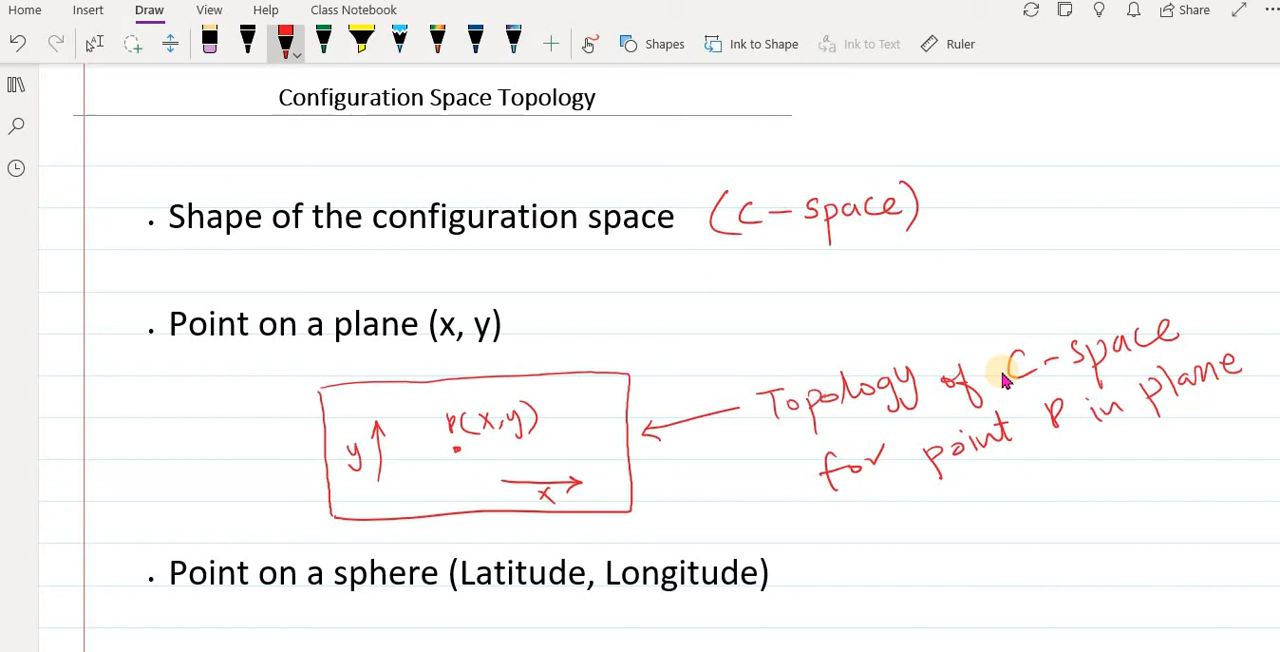 Home Insert Draw View Help Class Notebook Share
Shapes Ink to Shape Ink to Text Ruler
Configuration Space Topology
. Shape of the configuration space (C-space)
. Point on a plane (x, y)
Topology of C-space
for point P in plane
P(x,y)
y
x
. Point on a sphere (Latitude, Longitude)